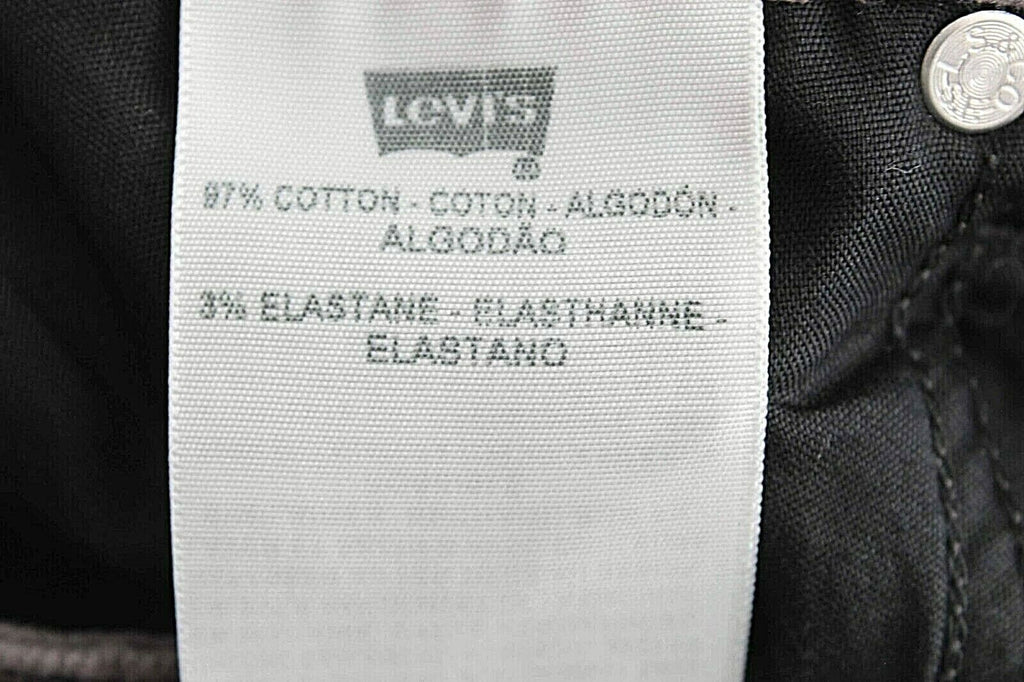 LEVI'S
®
97% COTTON - COTON - ALGODÓN -
ALGODÃO
3% ELASTANE - ELASTHANNE -
ELASTANO